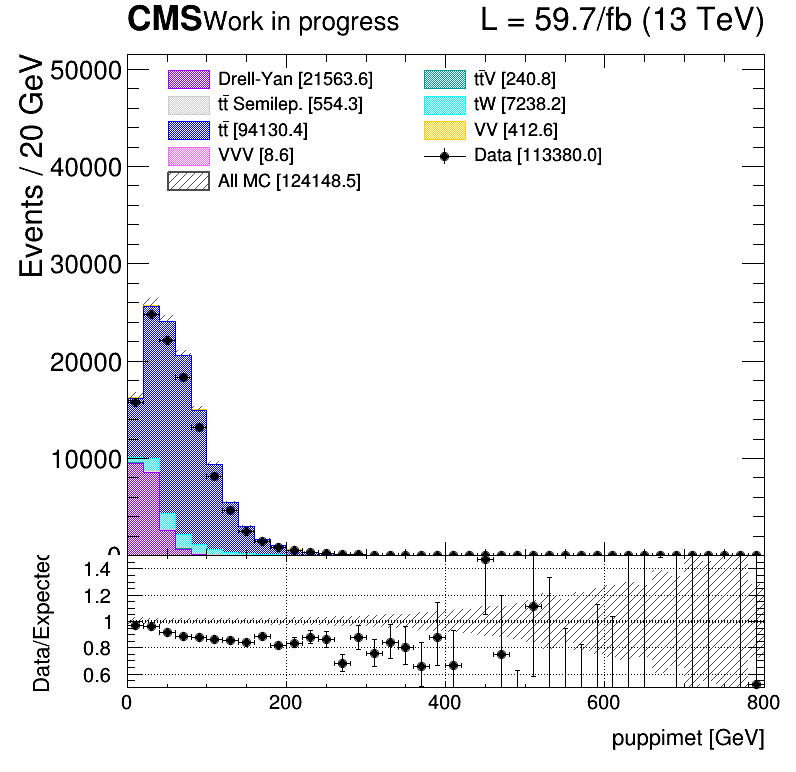 CMS Work in progress L = 59.7/fb (13 TeV)
Events / 20 GeV
50000
40000
30000
20000
10000
0
Drell-Yan [21563.6]
tt̄ Semilep. [554.3]
tt̄ [94130.4]
VVV [8.6]
All MC [124148.5]
tt̄V [240.8]
tW [7238.2]
VV [412.6]
Data [113380.0]
Data/Expected
1.4
1.2
1
0.8
0.6
0 200 400 600 800
puppimet [GeV]